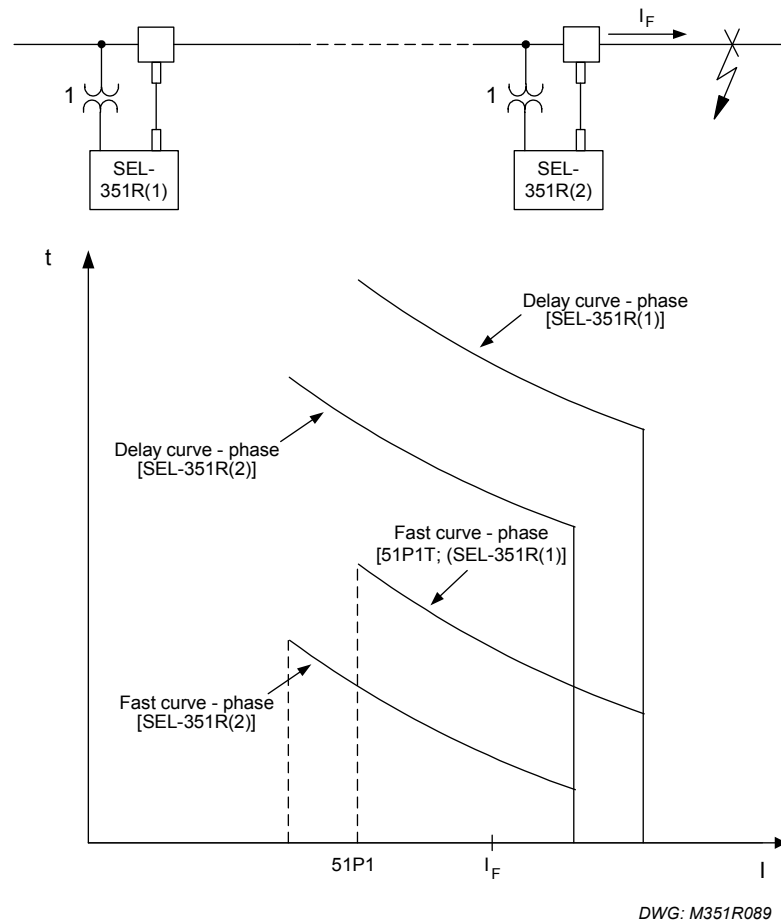 I_F
1
1
SEL-
351R(1)
SEL-
351R(2)
t
Delay curve - phase
[SEL-351R(1)]
Delay curve - phase
[SEL-351R(2)]
Fast curve - phase
[51P1T; (SEL-351R(1)]
Fast curve - phase
[SEL-351R(2)]
51P1
I_F
I
DWG: M351R089